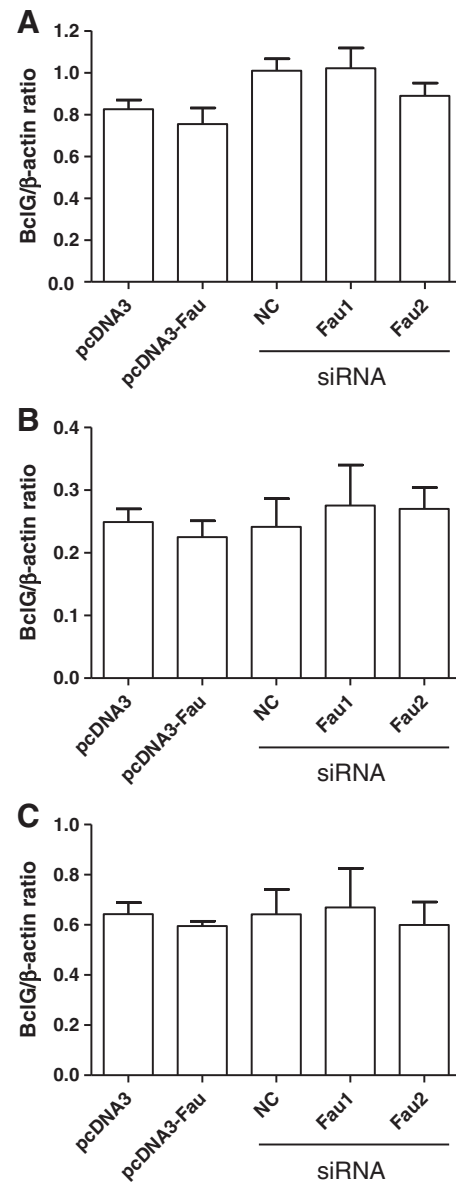 A
BclG/β-actin ratio
1.2
1.0
0.8
0.6
0.4
0.2
0.0
pcDNA3
pcDNA3-Fau
NC
Fau1
Fau2
siRNA
B
BclG/β-actin ratio
0.4
0.3
0.2
0.1
0.0
pcDNA3
pcDNA3-Fau
NC
Fau1
Fau2
siRNA
C
BclG/β-actin ratio
1.0
0.8
0.6
0.4
0.2
0.0
pcDNA3
pcDNA3-Fau
NC
Fau1
Fau2
siRNA